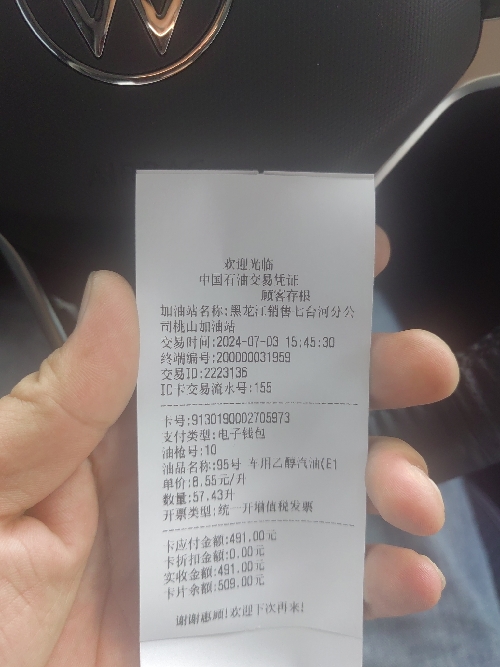 欢迎光临
中国石油交易凭证
顾客存根
加油站名称:黑龙江销售七台河分公
司桃山加油站
交易时间:2024-07-03 15:45:30
终端编号:200000031959
交易ID:2223136
IC卡交易流水号:155
卡号:9130190002705973
支付类型:电子钱包
油枪号:10
油品名称:95号 车用乙醇汽油(E1
单价:8.55元/升
数量:57.43升
开票类型:统一开增值税发票
卡应付金额:491.00元
卡折扣金额:0.00元
实收金额:491.00元
卡片余额:509.00元
谢谢惠顾!欢迎下次再来!